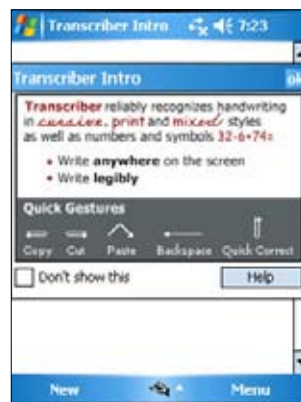 Transcriber Intro 7:23
Transcriber Intro ok
Transcriber reliably recognizes handwriting
in cursive, print and mixed styles
as well as numbers and symbols 32-6+74=
• Write anywhere on the screen
• Write legibly
Quick Gestures
Copy Cut Paste Backspace Quick Correct
Don't show this Help
New Menu